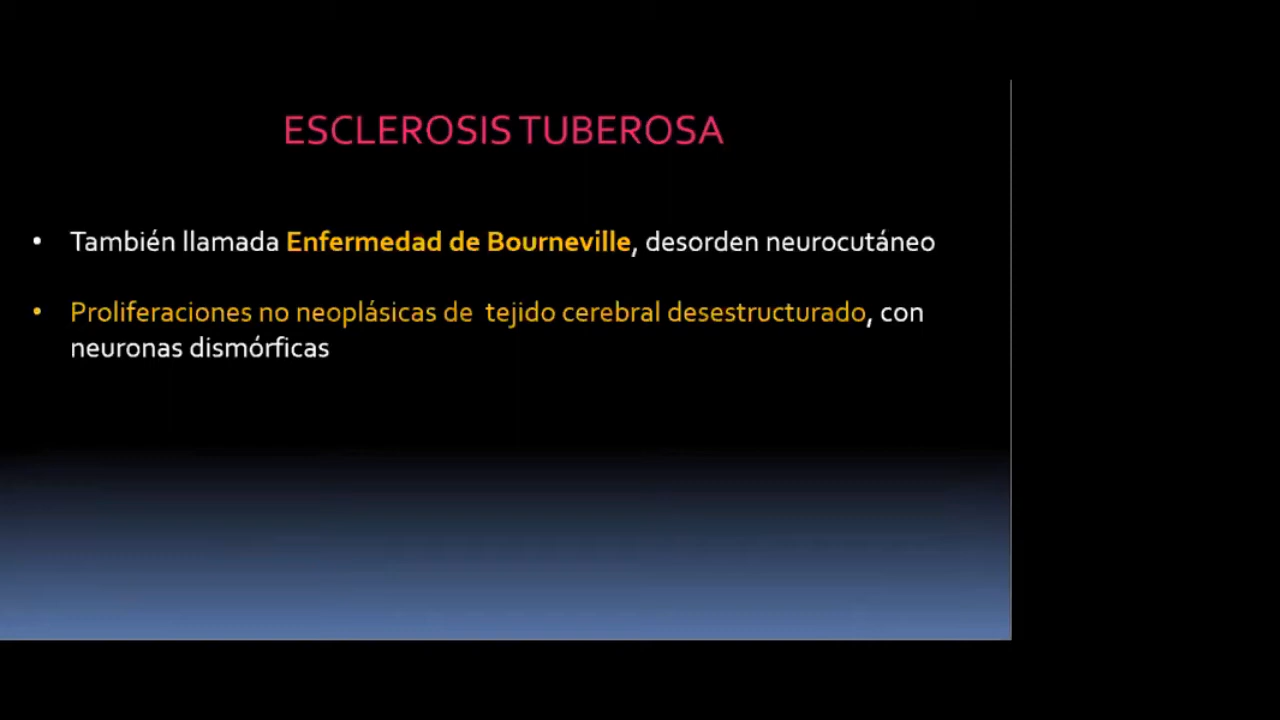 ESCLEROSIS TUBEROSA
• También llamada Enfermedad de Bourneville, desorden neurocutáneo
• Proliferaciones no neoplásicas de tejido cerebral desestructurado, con
neuronas dismórficas